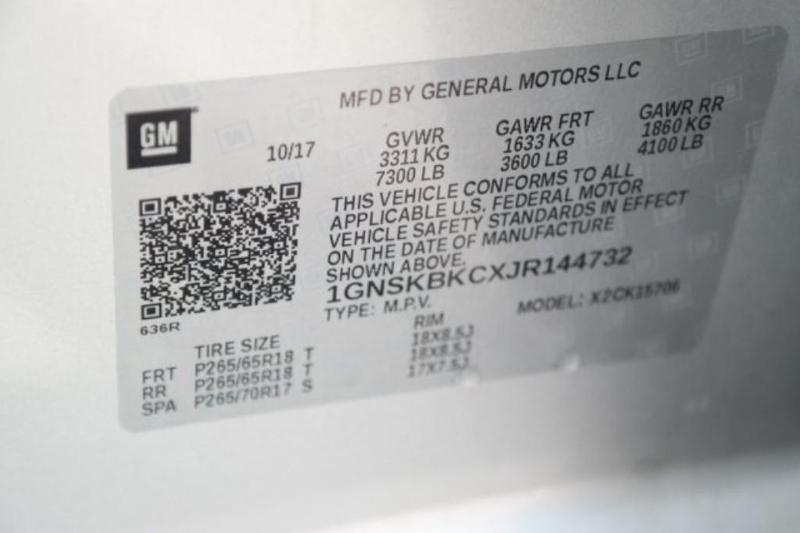 MFD BY GENERAL MOTORS LLC
GM
10/17
GVWR GAWR FRT GAWR RR
3311 KG 1633 KG 1860 KG
7300 LB 3600 LB 4100 LB
THIS VEHICLE CONFORMS TO ALL
APPLICABLE U.S. FEDERAL MOTOR
VEHICLE SAFETY STANDARDS IN EFFECT
ON THE DATE OF MANUFACTURE
SHOWN ABOVE.
1GNSKBKCXJR144732
TYPE: M.P.V. MODEL: X2CK15706
636R
TIRE SIZE RIM
FRT P265/65R18 T 18X8.5J
RR P265/65R18 T 18X8.5J
SPA P265/70R17 S 17X7.5J